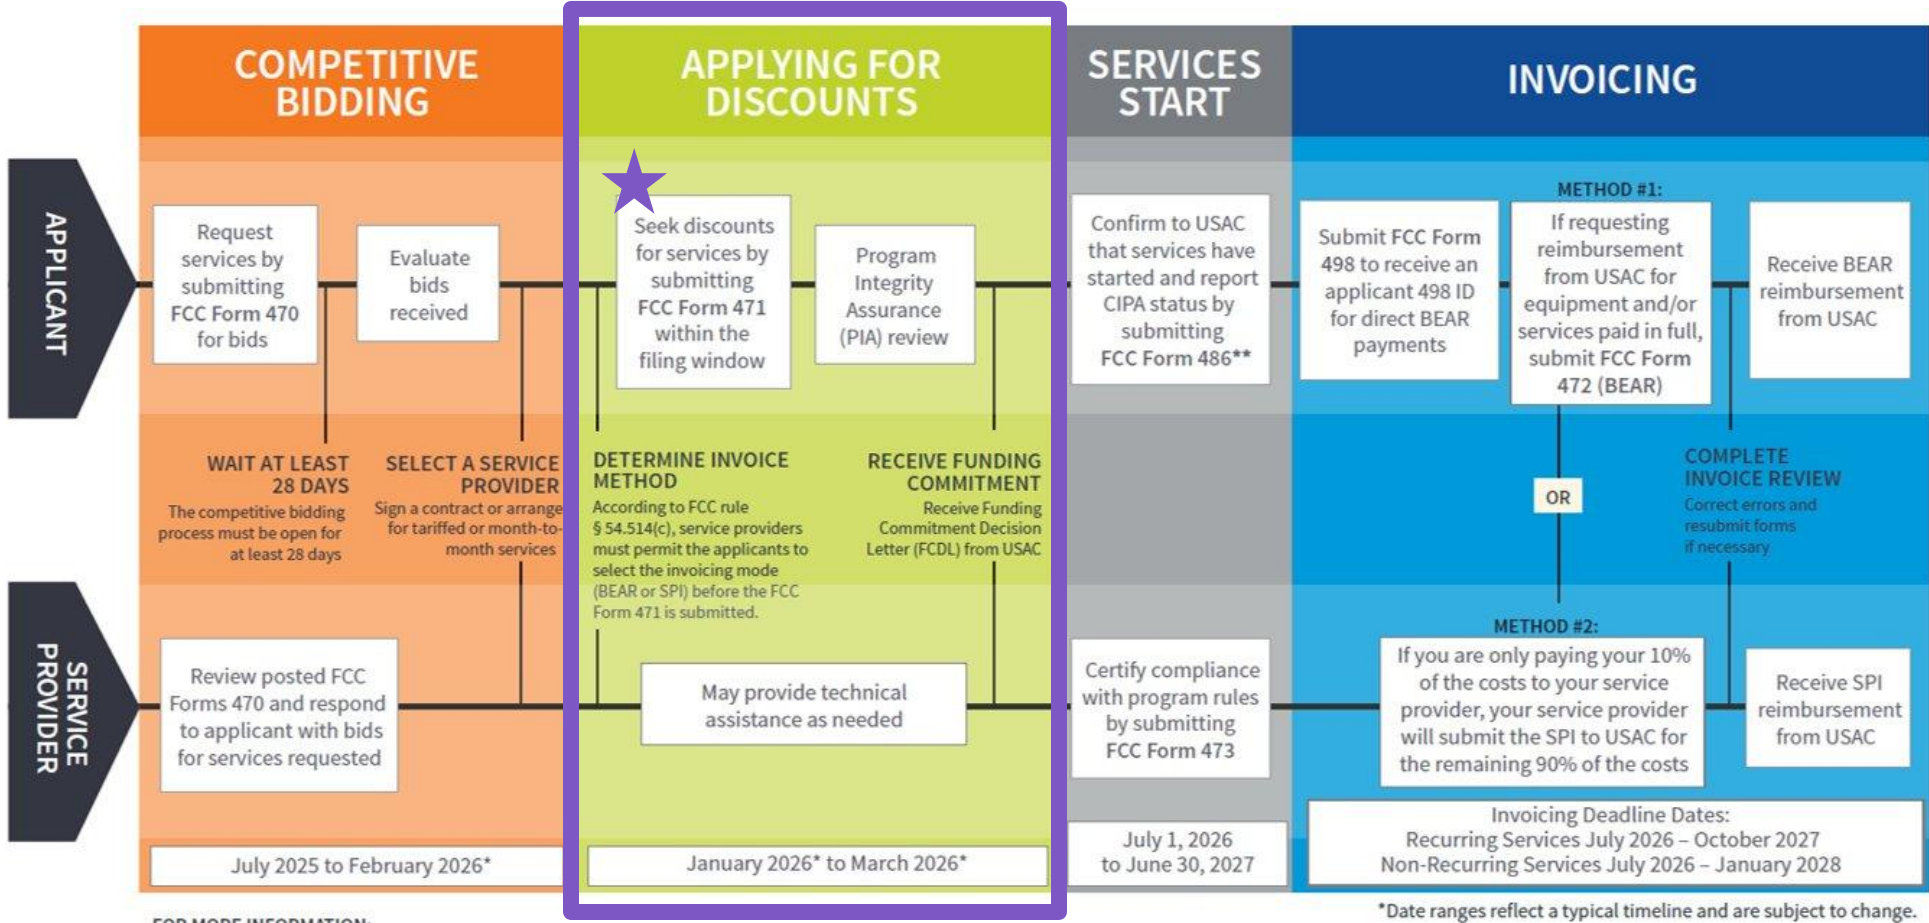 COMPETITIVE
BIDDING
APPLYING FOR
DISCOUNTS
SERVICES
START
INVOICING
APPLICANT
Request
services by
submitting
FCC Form 470
for bids
Evaluate
bids
received
Seek discounts
for services by
submitting
FCC Form 471
within the
filing window
Program
Integrity
Assurance
(PIA) review
Confirm to USAC
that services have
started and report
CIPA status by
submitting
FCC Form 486**
Submit FCC Form
498 to receive an
applicant 498 ID
for direct BEAR
payments
METHOD #1:
If requesting
reimbursement
from USAC for
equipment and/or
services paid in full,
submit FCC Form
472 (BEAR)
Receive BEAR
reimbursement
from USAC
WAIT AT LEAST
28 DAYS
The competitive bidding
process must be open for
at least 28 days
SELECT A SERVICE
PROVIDER
Sign a contract or arrange
for tariffed or month-to-
month services
DETERMINE INVOICE
METHOD
According to FCC rule
§ 54.514(c), service providers
must permit the applicants to
select the invoicing mode
(BEAR or SPI) before the FCC
Form 471 is submitted.
RECEIVE FUNDING
COMMITMENT
Receive Funding
Commitment Decision
Letter (FCDL) from USAC
OR
COMPLETE
INVOICE REVIEW
Correct errors and
resubmit forms
if necessary
SERVICE
PROVIDER
Review posted FCC
Forms 470 and respond
to applicant with bids
for services requested
May provide technical
assistance as needed
Certify compliance
with program rules
by submitting
FCC Form 473
METHOD #2:
If you are only paying your 10%
of the costs to your service
provider, your service provider
will submit the SPI to USAC for
the remaining 90% of the costs
Receive SPI
reimbursement
from USAC
July 2025 to February 2026*
January 2026* to March 2026*
July 1, 2026
to June 30, 2027
Invoicing Deadline Dates:
Recurring Services July 2026 – October 2027
Non-Recurring Services July 2026 – January 2028
FOR MORE INFORMATION:
*Date ranges reflect a typical timeline and are subject to change.